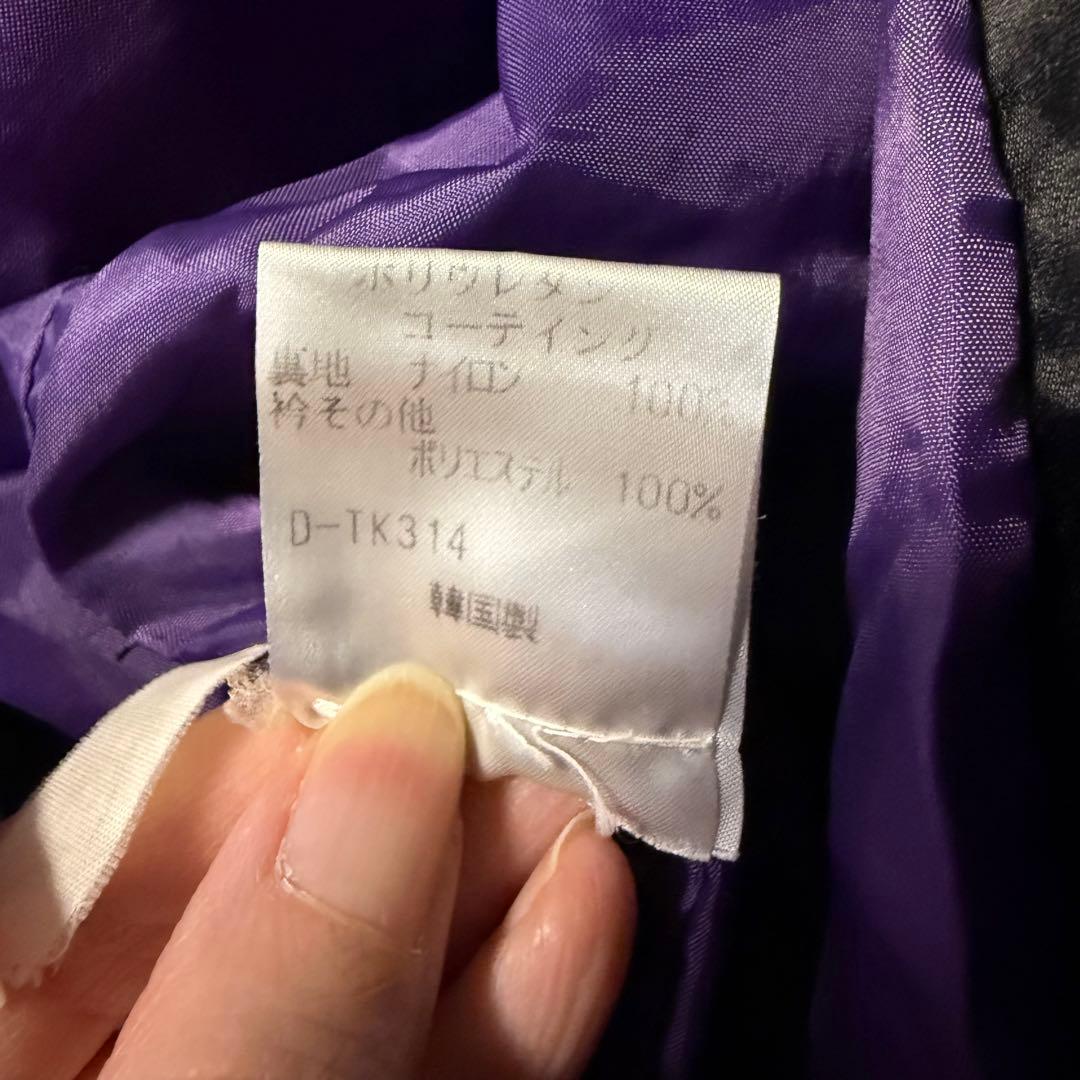 ポリウレタン
コーティング
裏地 ナイロン 100%
衿その他
ポリエステル 100%
D-TK314
韓国製